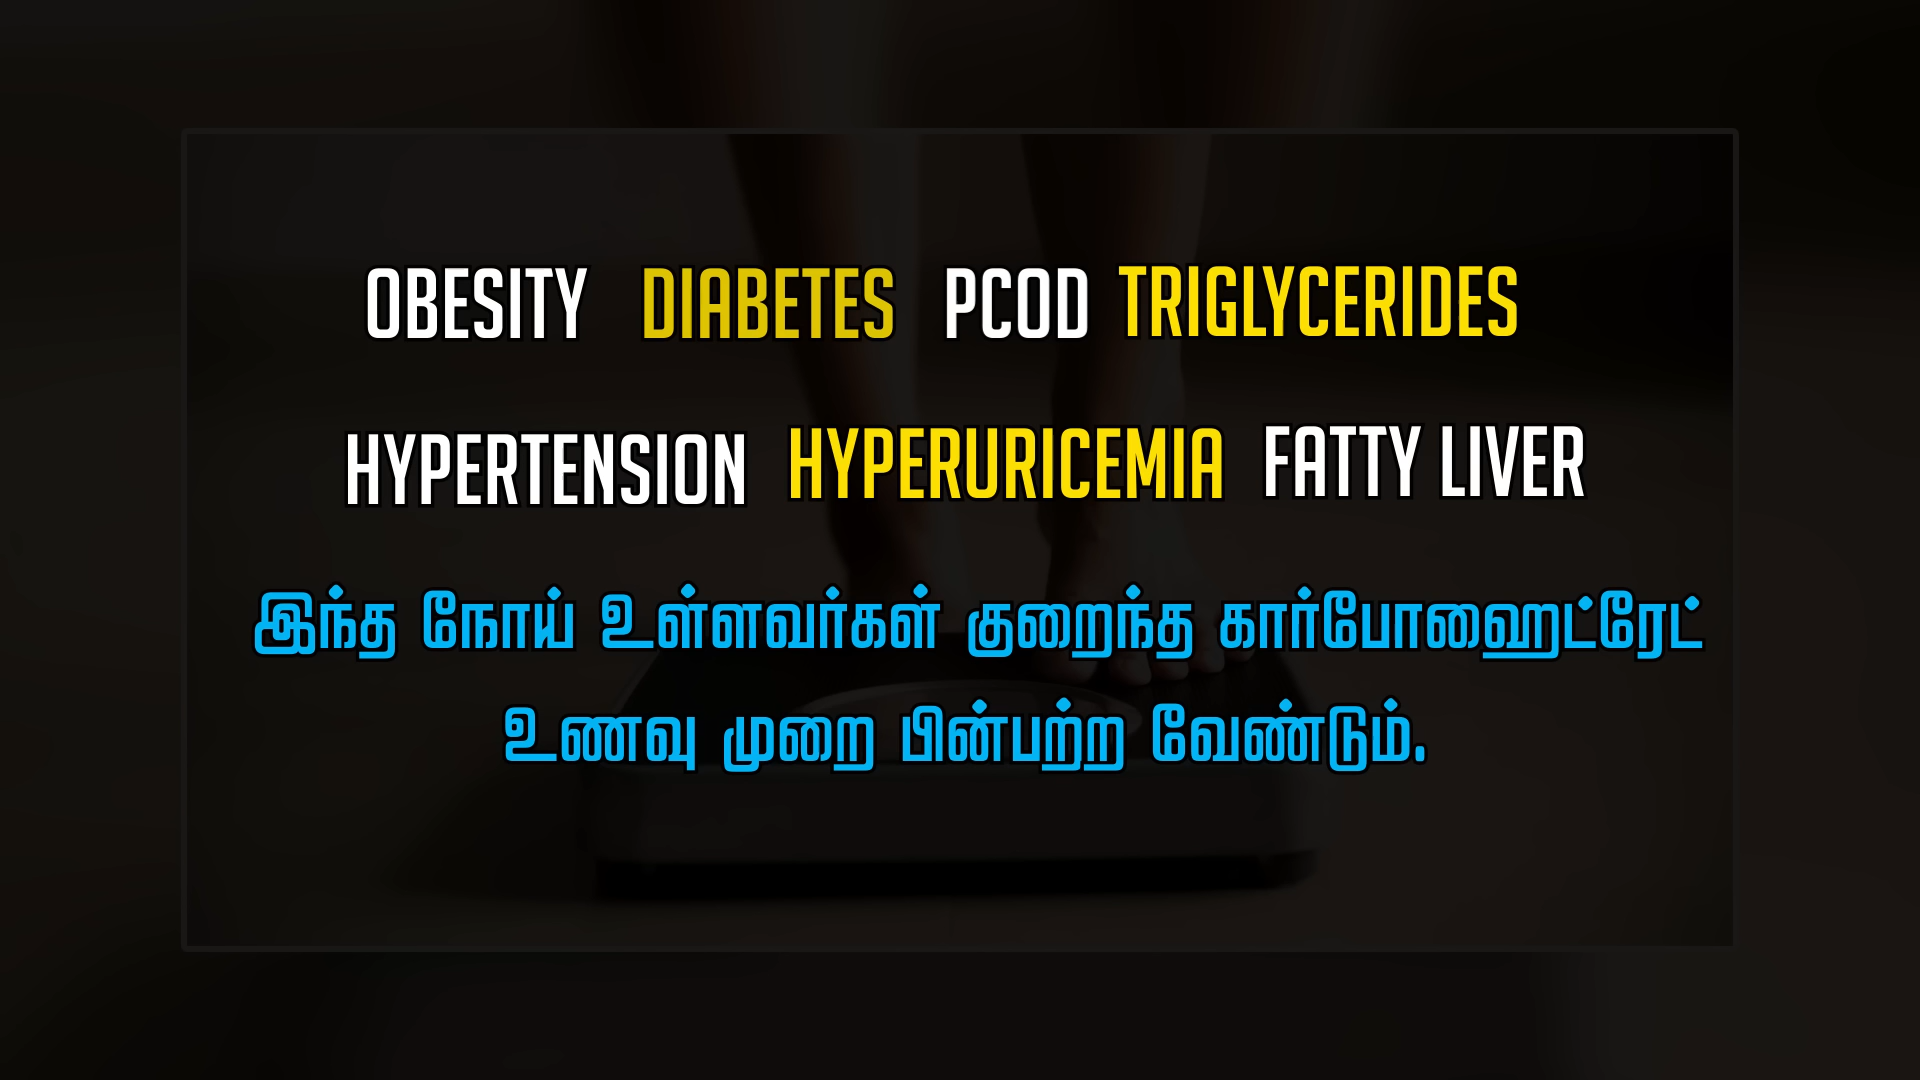 OBESITY DIABETES PCOD TRIGLYCERIDES
HYPERTENSION HYPERURICEMIA FATTY LIVER
இந்த நோய் உள்ளவர்கள் குறைந்த கார்போஹைட்ரேட்
உணவு முறை பின்பற்ற வேண்டும்.